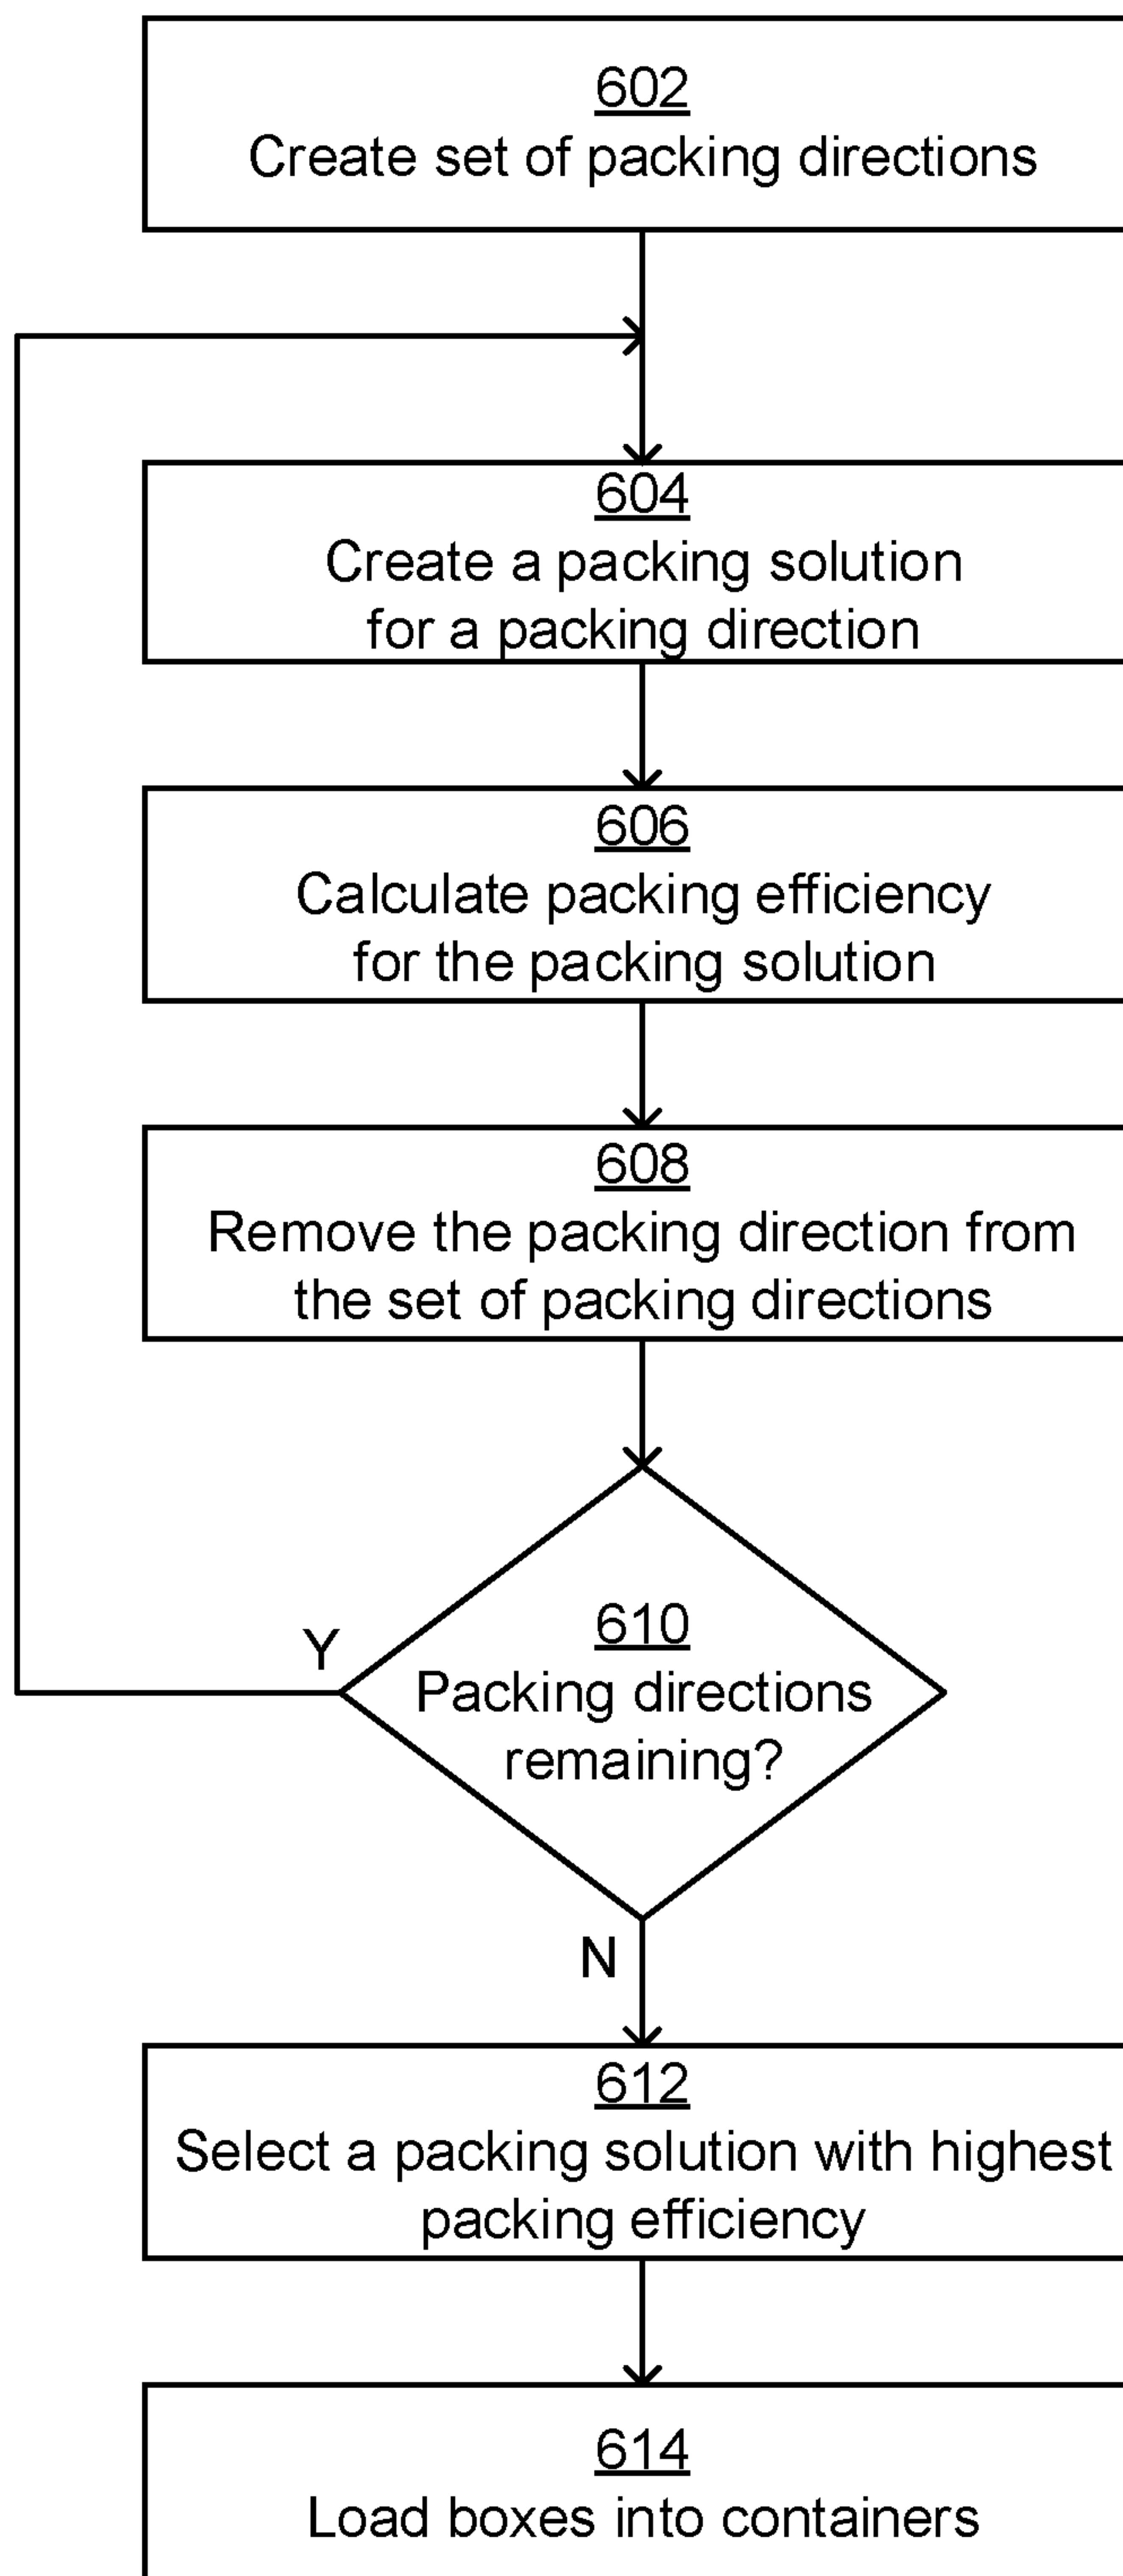 602
Create set of packing directions
604
Create a packing solution
for a packing direction
606
Calculate packing efficiency
for the packing solution
608
Remove the packing direction from
the set of packing directions
610
Packing directions
remaining?
Y
N
612
Select a packing solution with highest
packing efficiency
614
Load boxes into containers